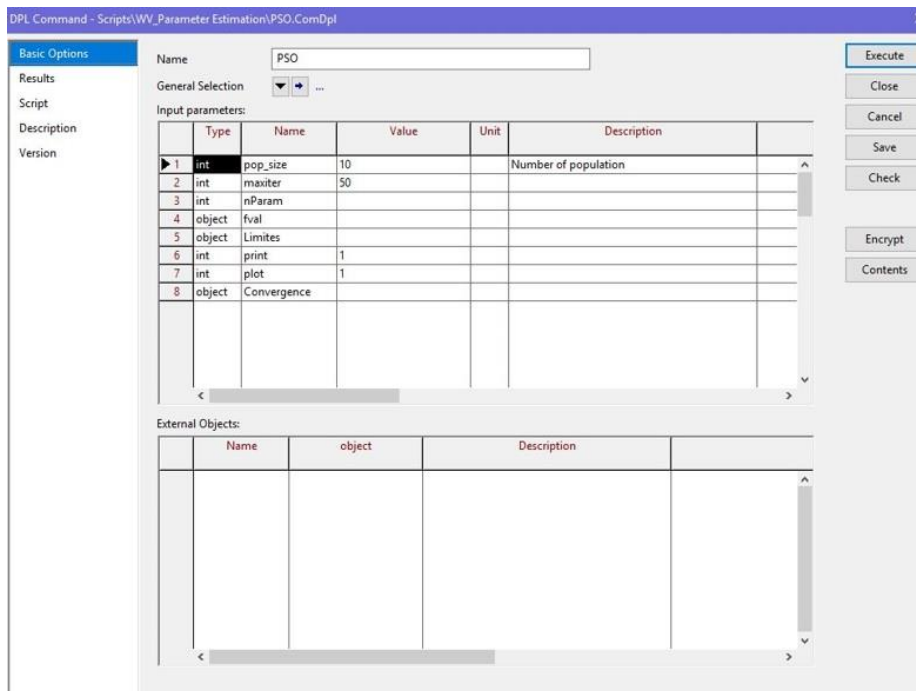 DPL Command - Scripts\WV_Parameter Estimation\PSO.ComDpl
Basic Options
Results
Script
Description
Version
Name PSO
General Selection ...
Input parameters:
Type Name Value Unit Description
1 int pop_size 10 Number of population
2 int maxiter 50
3 int nParam
4 object fval
5 object Limites
6 int print 1
7 int plot 1
8 object Convergence
External Objects:
Name object Description
Execute
Close
Cancel
Save
Check
Encrypt
Contents